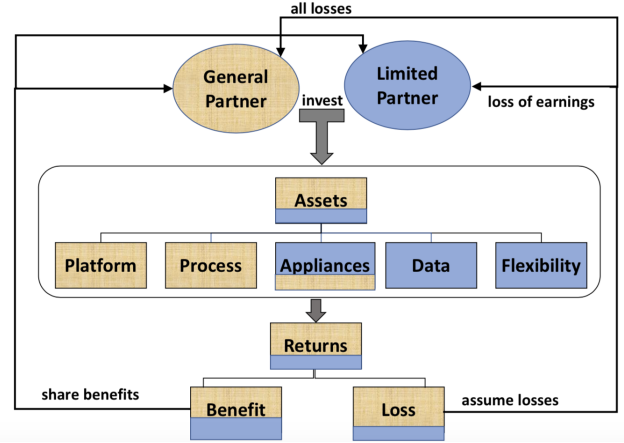 all losses
General
Partner
Limited
Partner
invest
loss of earnings
Assets
Platform
Process
Appliances
Data
Flexibility
Returns
share benefits
Benefit
Loss
assume losses